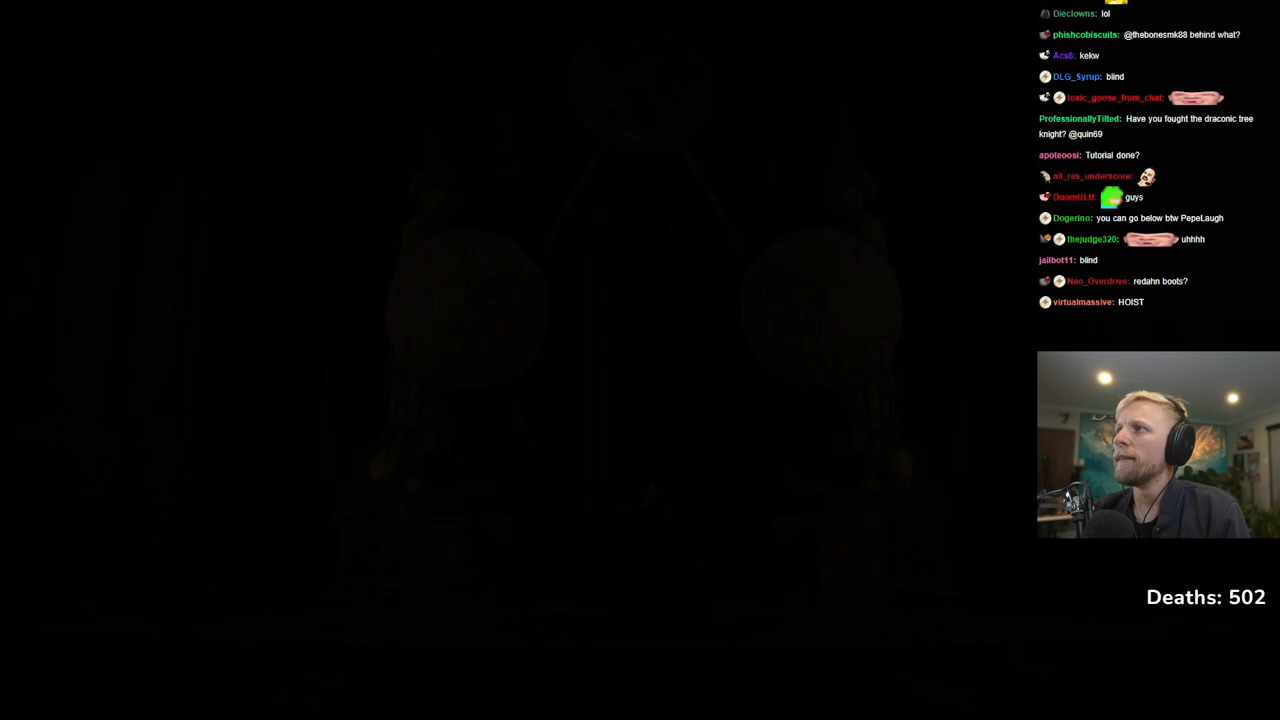 Dieclowns: lol
phishcobiscuits: @thebonesmk88 behind what?
Acs6: kekw
DLG_Syrup: blind
toxic_goose_from_chat:
ProfessionallyTilted: Have you fought the draconic tree
knight? @quin69
apoteoosi: Tutorial done?
all_res_underscore:
DoomULTI: guys
Dogerino: you can go below btw PepeLaugh
thejudge320: uhhhh
jailbot11: blind
Neo_Overdrive: redahn boots?
virtualmassive: HOIST
Deaths: 502